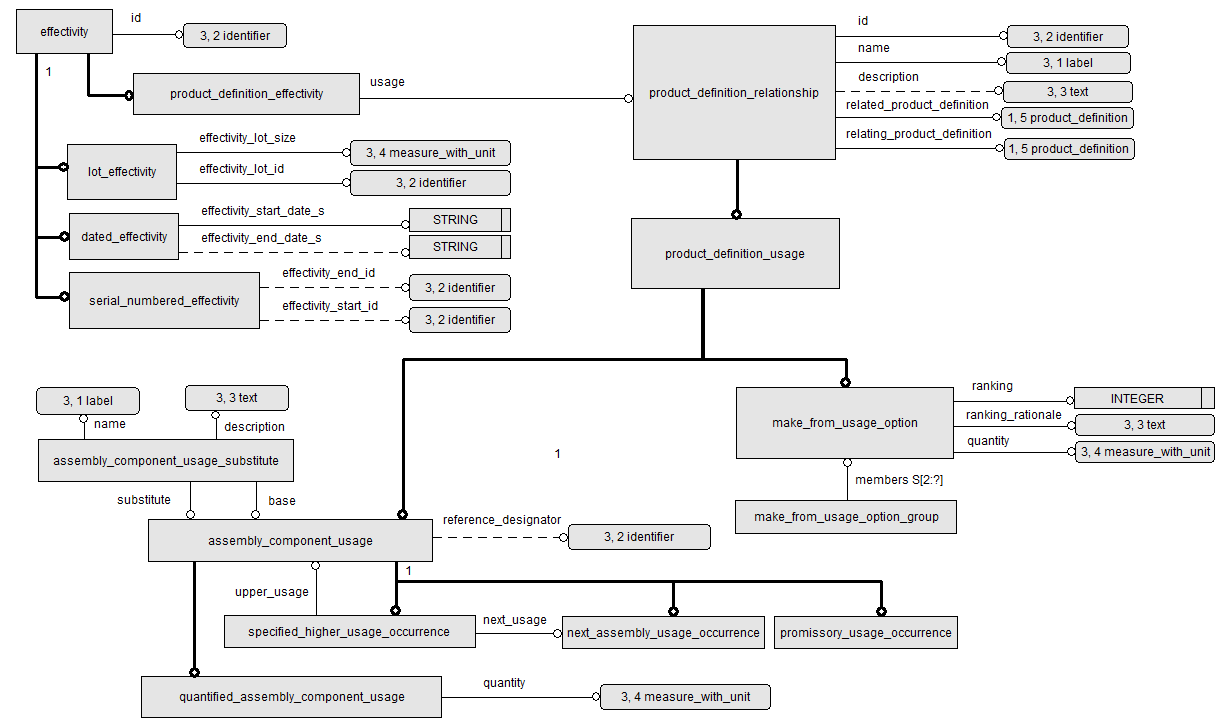 effectivity
id
3, 2 identifier
1
product_definition_effectivity
usage
product_definition_relationship
id
3, 2 identifier
name
3, 1 label
description
3, 3 text
related_product_definition
1, 5 product_definition
relating_product_definition
1, 5 product_definition
lot_effectivity
effectivity_lot_size
3, 4 measure_with_unit
effectivity_lot_id
3, 2 identifier
dated_effectivity
effectivity_start_date_s
STRING
effectivity_end_date_s
STRING
serial_numbered_effectivity
effectivity_end_id
3, 2 identifier
effectivity_start_id
3, 2 identifier
product_definition_usage
3, 1 label
name
3, 3 text
description
assembly_component_usage_substitute
substitute
base
1
make_from_usage_option
ranking
INTEGER
ranking_rationale
3, 3 text
quantity
3, 4 measure_with_unit
members S[2:?]
make_from_usage_option_group
assembly_component_usage
reference_designator
3, 2 identifier
1
upper_usage
specified_higher_usage_occurrence
next_usage
next_assembly_usage_occurrence
promissory_usage_occurrence
quantified_assembly_component_usage
quantity
3, 4 measure_with_unit